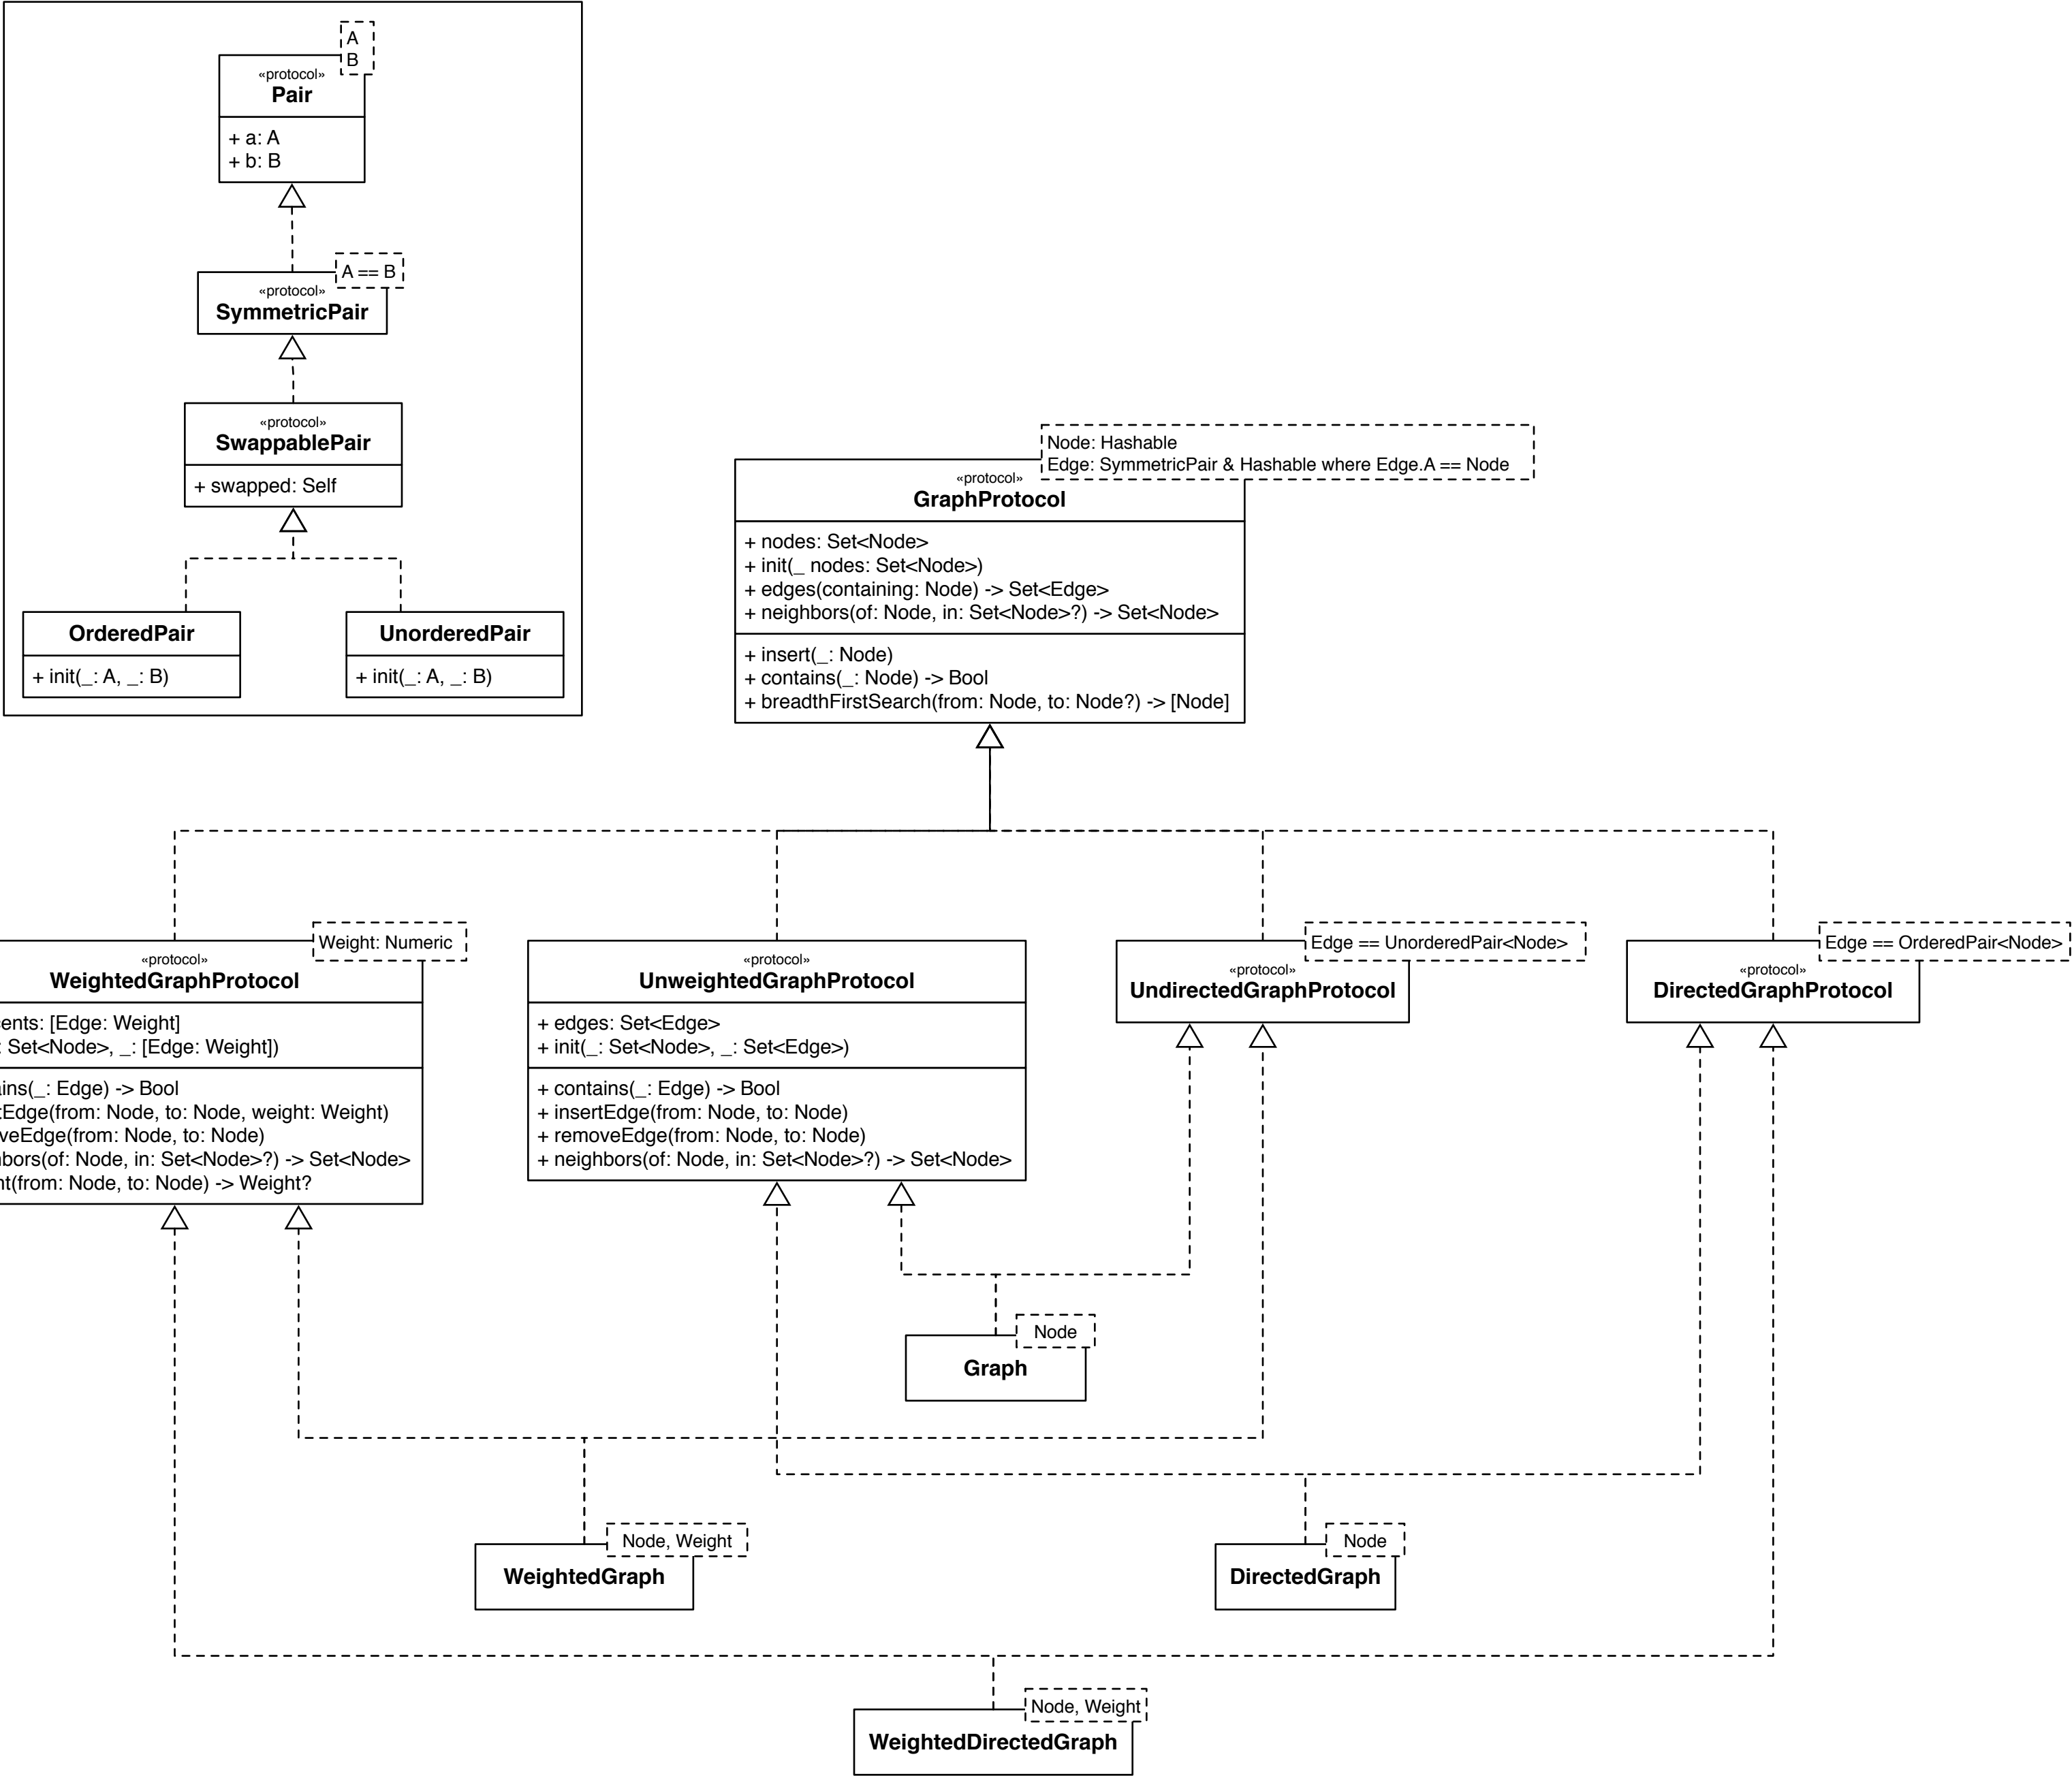 A
B
«protocol»
Pair
+ a: A
+ b: B
A == B
«protocol»
SymmetricPair
«protocol»
SwappablePair
+ swapped: Self
OrderedPair
+ init(_: A, _: B)
UnorderedPair
+ init(_: A, _: B)
Node: Hashable
Edge: SymmetricPair & Hashable where Edge.A == Node
«protocol»
GraphProtocol
+ nodes: Set<Node>
+ init(_ nodes: Set<Node>)
+ edges(containing: Node) -> Set<Edge>
+ neighbors(of: Node, in: Set<Node>?) -> Set<Node>
+ insert(_: Node)
+ contains(_: Node) -> Bool
+ breadthFirstSearch(from: Node, to: Node?) -> [Node]
Weight: Numeric
«protocol»
WeightedGraphProtocol
ents: [Edge: Weight]
: Set<Node>, _: [Edge: Weight])
ins(_: Edge) -> Bool
Edge(from: Node, to: Node, weight: Weight)
veEdge(from: Node, to: Node)
bors(of: Node, in: Set<Node>?) -> Set<Node>
nt(from: Node, to: Node) -> Weight?
«protocol»
UnweightedGraphProtocol
+ edges: Set<Edge>
+ init(_: Set<Node>, _: Set<Edge>)
+ contains(_: Edge) -> Bool
+ insertEdge(from: Node, to: Node)
+ removeEdge(from: Node, to: Node)
+ neighbors(of: Node, in: Set<Node>?) -> Set<Node>
Edge == UnorderedPair<Node>
«protocol»
UndirectedGraphProtocol
Edge == OrderedPair<Node>
«protocol»
DirectedGraphProtocol
Node
Graph
Node, Weight
WeightedGraph
Node
DirectedGraph
Node, Weight
WeightedDirectedGraph